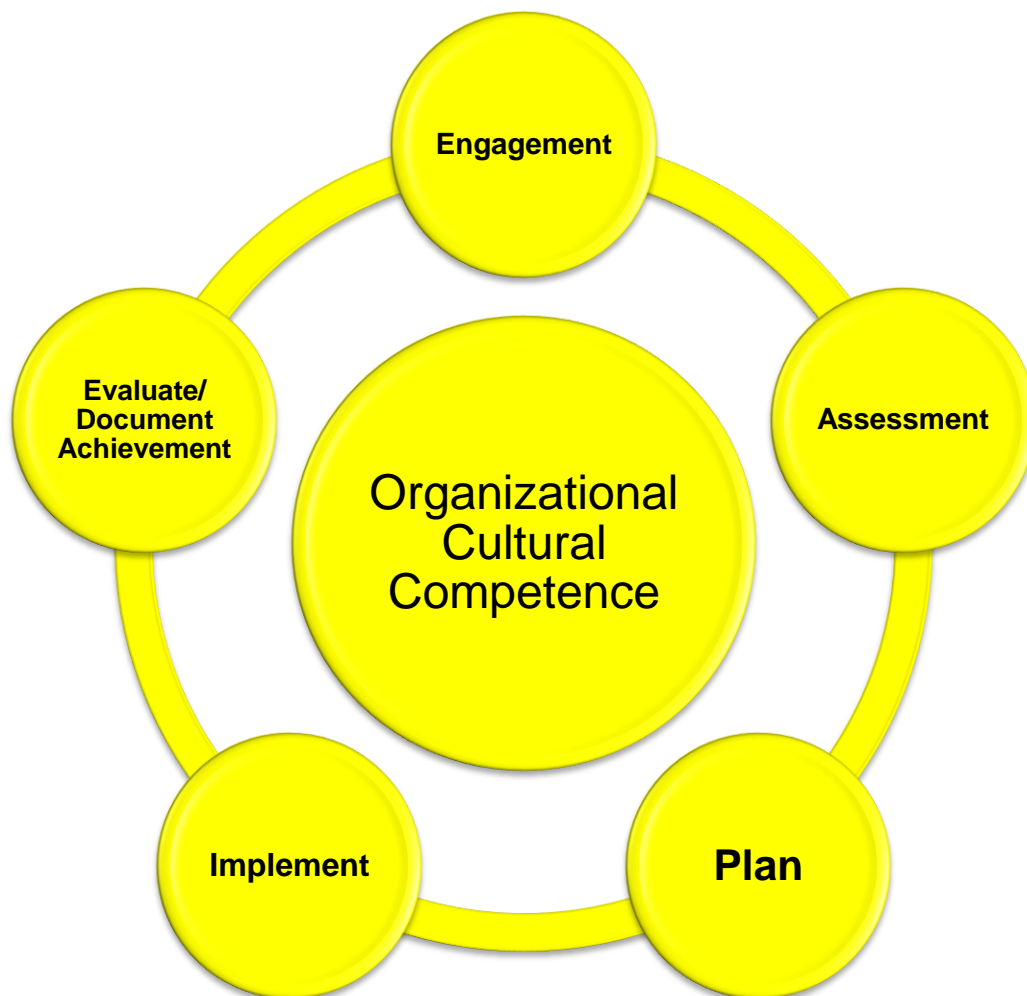 Engagement
Assessment
Plan
Implement
Evaluate/
Document
Achievement
Organizational
Cultural
Competence